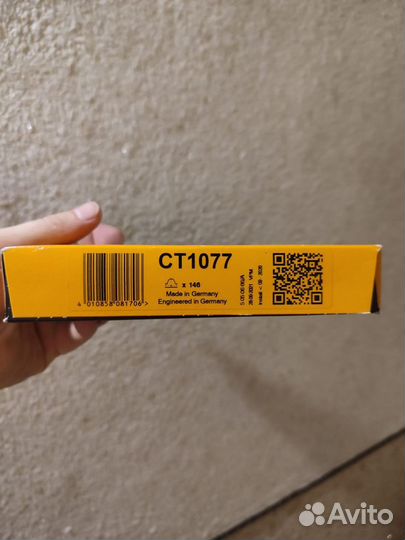 CT1077
x 146
Made in Germany
Engineered in Germany
4 010858 081706 >
Avito